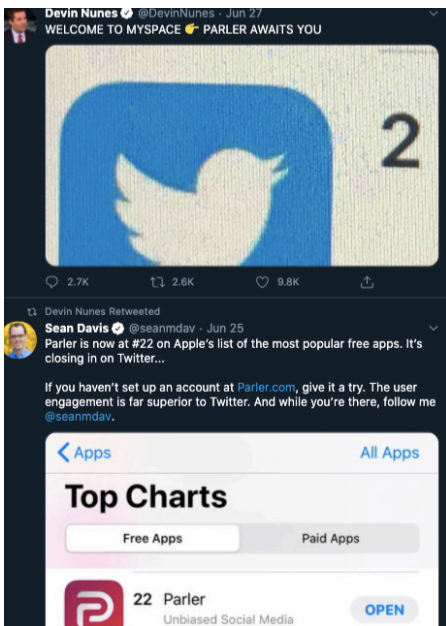 Devin Nunes @DevinNunes · Jun 27
WELCOME TO MYSPACE 👉 PARLER AWAITS YOU
2
2.7K 2.6K 9.8K
Devin Nunes Retweeted
Sean Davis @seanmdav · Jun 25
Parler is now at #22 on Apple's list of the most popular free apps. It's
closing in on Twitter...
If you haven't set up an account at Parler.com, give it a try. The user
engagement is far superior to Twitter. And while you're there, follow me
@seanmdav.
Apps All Apps
Top Charts
Free Apps Paid Apps
22 Parler
Unbiased Social Media
OPEN